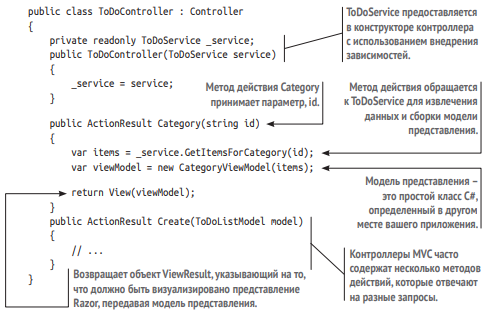 public class ToDoController : Controller
{
private readonly ToDoService _service;
public ToDoController(ToDoService service)
{
_service = service;
}
ToDoService предоставляется
в конструкторе контроллера
с использованием внедрения
зависимостей.
Метод действия Category
принимает параметр, id.
Метод действия обращается
к ToDoService для извлечения
данных и сборки модели
представления.
public ActionResult Category(string id)
{
var items = _service.GetItemsForCategory(id);
var viewModel = new CategoryViewModel(items);
return View(viewModel);
}
Модель представления –
это простой класс C#,
определенный в другом
месте вашего приложения.
public ActionResult Create(ToDoListModel model)
{
// ...
}
}
Контроллеры MVC часто
содержат несколько методов
действий, которые отвечают
на разные запросы.
Возвращает объект ViewResult, указывающий на то,
что должно быть визуализировано представление
Razor, передавая модель представления.